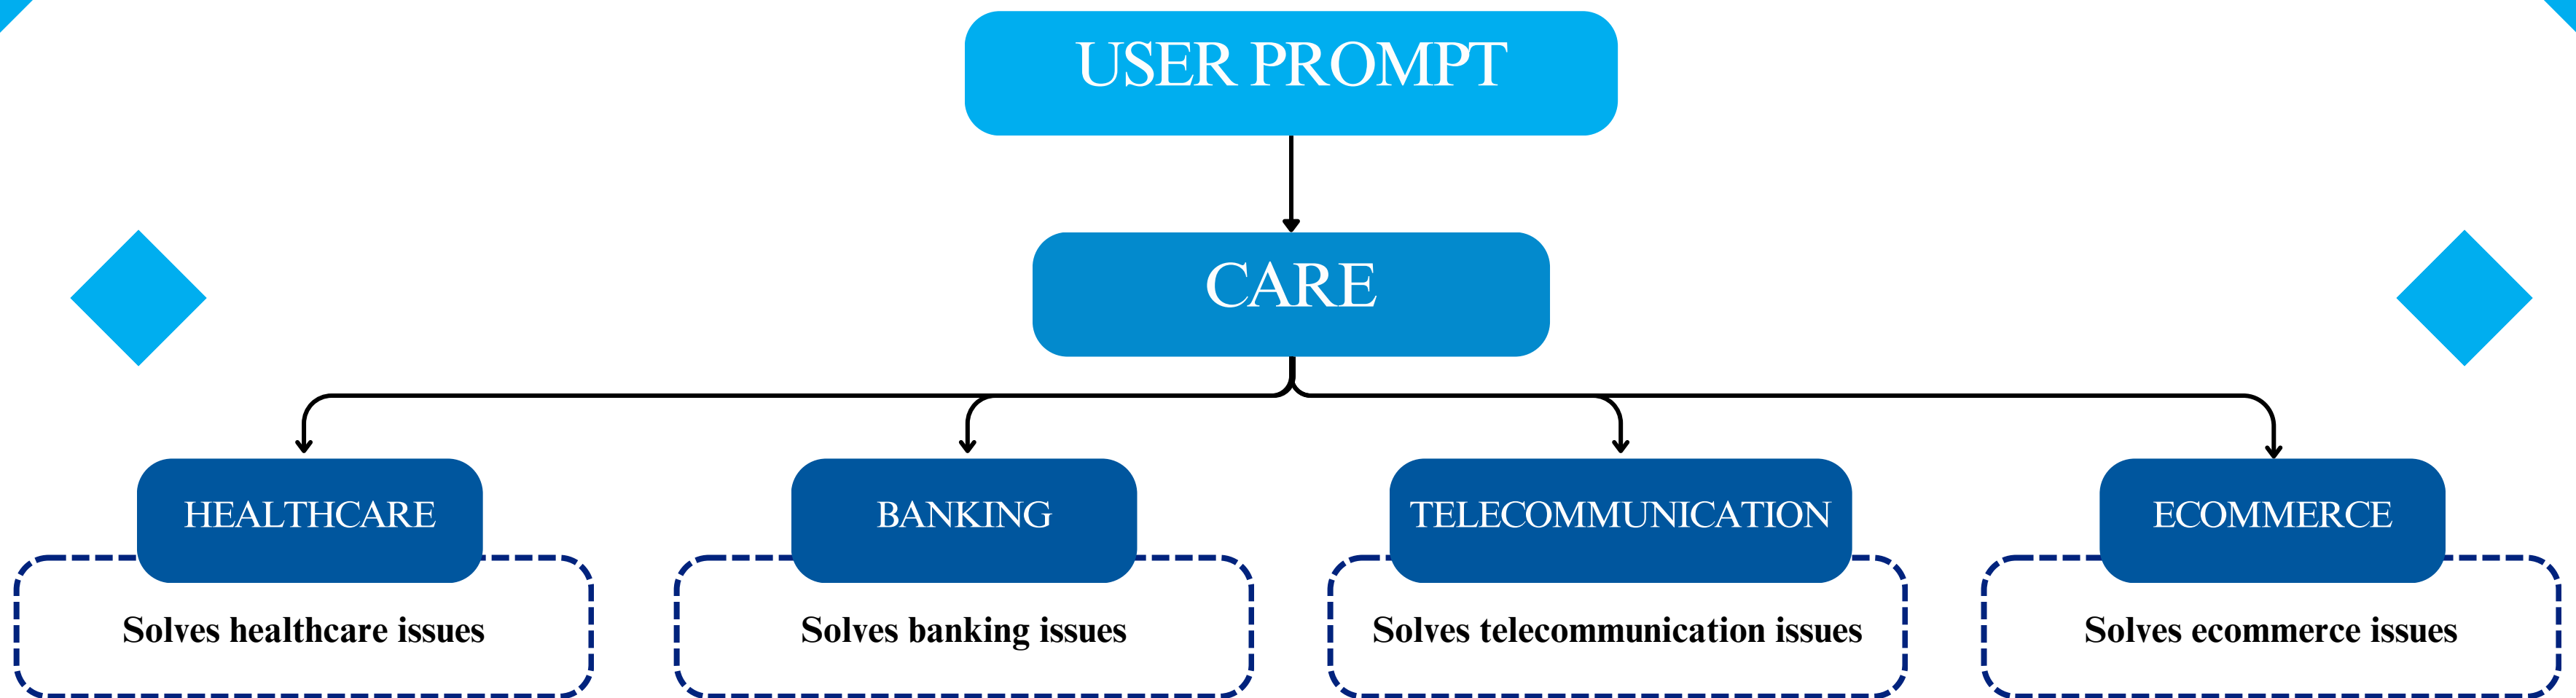 USER PROMPT
CARE
HEALTHCARE
BANKING
TELECOMMUNICATION
ECOMMERCE
Solves healthcare issues
Solves banking issues
Solves telecommunication issues
Solves ecommerce issues